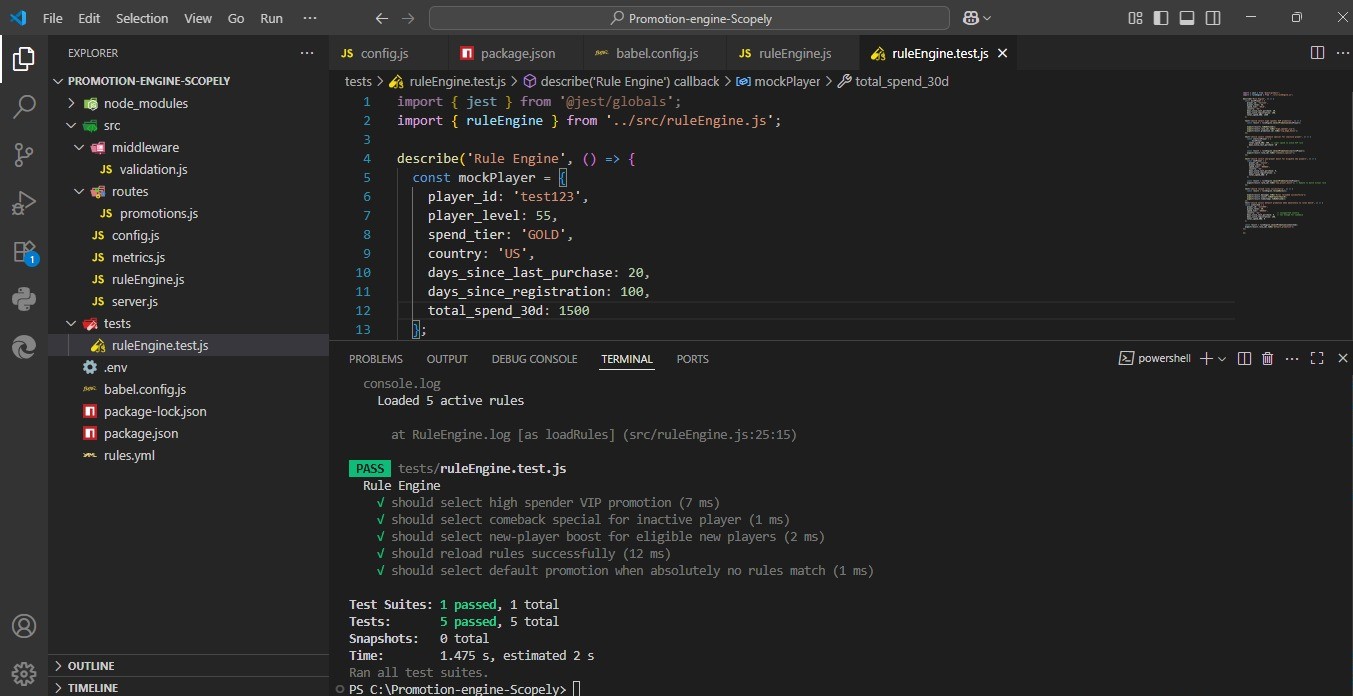 File Edit Selection View Go Run ···
Promotion-engine-Scopely
EXPLORER ···
PROMOTION-ENGINE-SCOPELY
node_modules
src
middleware
JS validation.js
routes
JS promotions.js
JS config.js
JS metrics.js
JS ruleEngine.js
JS server.js
tests
ruleEngine.test.js
.env
babel.config.js
package-lock.json
package.json
rules.yml
OUTLINE
TIMELINE
1
JS config.js package.json babel.config.js JS ruleEngine.js ruleEngine.test.js
tests > ruleEngine.test.js > describe('Rule Engine') callback > mockPlayer > total_spend_30d
1 import { jest } from '@jest/globals';
2 import { ruleEngine } from '../src/ruleEngine.js';
3
4 describe('Rule Engine', () => {
5 const mockPlayer = {
6 player_id: 'test123',
7 player_level: 55,
8 spend_tier: 'GOLD',
9 country: 'US',
10 days_since_last_purchase: 20,
11 days_since_registration: 100,
12 total_spend_30d: 1500
13 };
PROBLEMS OUTPUT DEBUG CONSOLE TERMINAL PORTS powershell
console.log
Loaded 5 active rules
at RuleEngine.log [as loadRules] (src/ruleEngine.js:25:15)
PASS tests/ruleEngine.test.js
Rule Engine
√ should select high spender VIP promotion (7 ms)
√ should select comeback special for inactive player (1 ms)
√ should select new-player boost for eligible new players (2 ms)
√ should reload rules successfully (12 ms)
√ should select default promotion when absolutely no rules match (1 ms)
Test Suites: 1 passed, 1 total
Tests: 5 passed, 5 total
Snapshots: 0 total
Time: 1.475 s, estimated 2 s
Ran all test suites.
PS C:\Promotion-engine-Scopely>